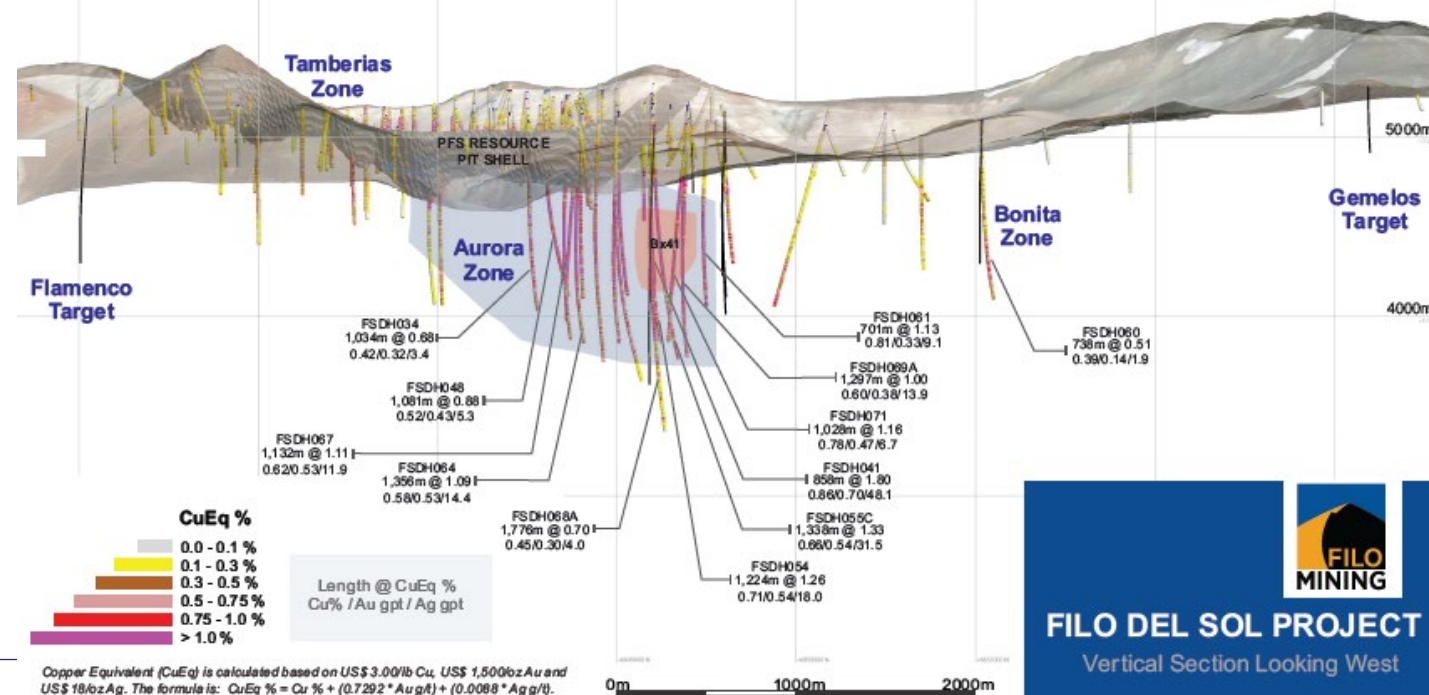 Tamberias
Zone
PFS RESOURCE
PIT SHELL
5000m
Gemelos
Target
Bonita
Zone
Aurora
Zone
Bx41
Flamenco
Target
4000m
FSDH034
1,034m @ 0.68
0.42/0.32/3.4
FSDH061
701m @ 1.13
0.81/0.33/9.1
FSDH060
738m @ 0.51
0.39/0.14/1.9
FSDH048
1,081m @ 0.88
0.52/0.43/5.3
FSDH069A
1,297m @ 1.00
0.60/0.38/13.9
FSDH067
1,132m @ 1.11
0.62/0.53/11.9
FSDH064
1,356m @ 1.09
0.58/0.53/14.4
FSDH071
1,028m @ 1.16
0.78/0.47/6.7
FSDH041
858m @ 1.80
0.86/0.70/48.1
FSDH068A
1,776m @ 0.70
0.45/0.30/4.0
FSDH055C
1,338m @ 1.33
0.66/0.54/31.5
FSDH054
1,224m @ 1.26
0.71/0.54/18.0
CuEq %
0.0 - 0.1 %
0.1 - 0.3 %
0.3 - 0.5 %
0.5 - 0.75 %
0.75 - 1.0 %
> 1.0 %
Length @ CuEq %
Cu% / Au gpt / Ag gpt
Copper Equivalent (CuEq) is calculated based on US$ 3.00/lb Cu, US$ 1,500/oz Au and
US$ 18/oz Ag. The formula is: CuEq % = Cu % + (0.7292 * Au g/t) + (0.0088 * Ag g/t).
0m
1000m
2000m
FILO
MINING
FILO DEL SOL PROJECT
Vertical Section Looking West